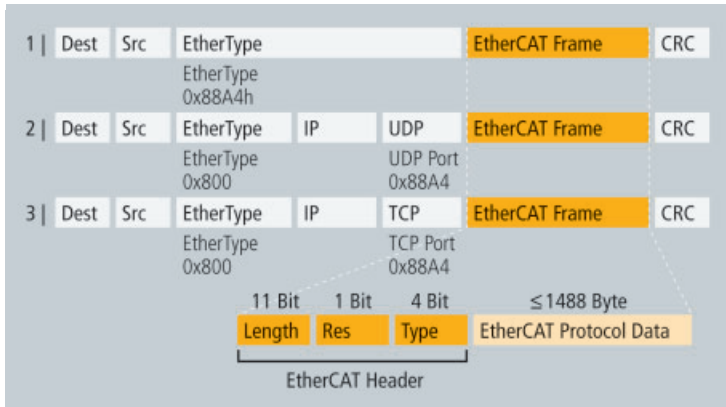 1 | Dest Src EtherType EtherCAT Frame CRC
EtherType
0x88A4h
2 | Dest Src EtherType IP UDP EtherCAT Frame CRC
EtherType UDP Port
0x800 0x88A4
3 | Dest Src EtherType IP TCP EtherCAT Frame CRC
EtherType TCP Port
0x800 0x88A4
11 Bit 1 Bit 4 Bit ≤1488 Byte
Length Res Type EtherCAT Protocol Data
EtherCAT Header